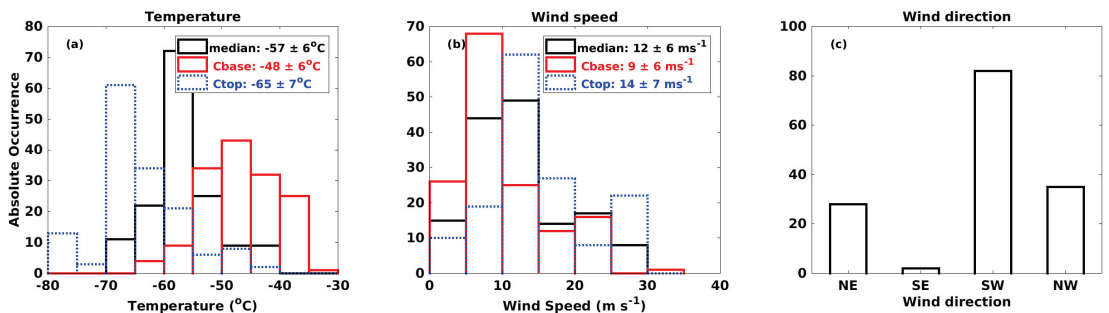 Temperature
(a)
median: -57 ± 6°C
Cbase: -48 ± 6°C
Ctop: -65 ± 7°C
Absolute Occurrence
80
70
60
50
40
30
20
10
0
-80 -70 -60 -50 -40 -30
Temperature (°C)
Wind speed
(b)
median: 12 ± 6 ms⁻¹
Cbase: 9 ± 6 ms⁻¹
Ctop: 14 ± 7 ms⁻¹
70
60
50
40
30
20
10
0
0 10 20 30 40
Wind Speed (m s⁻¹)
Wind direction
(c)
100
80
60
40
20
0
NE SE SW NW
Wind direction